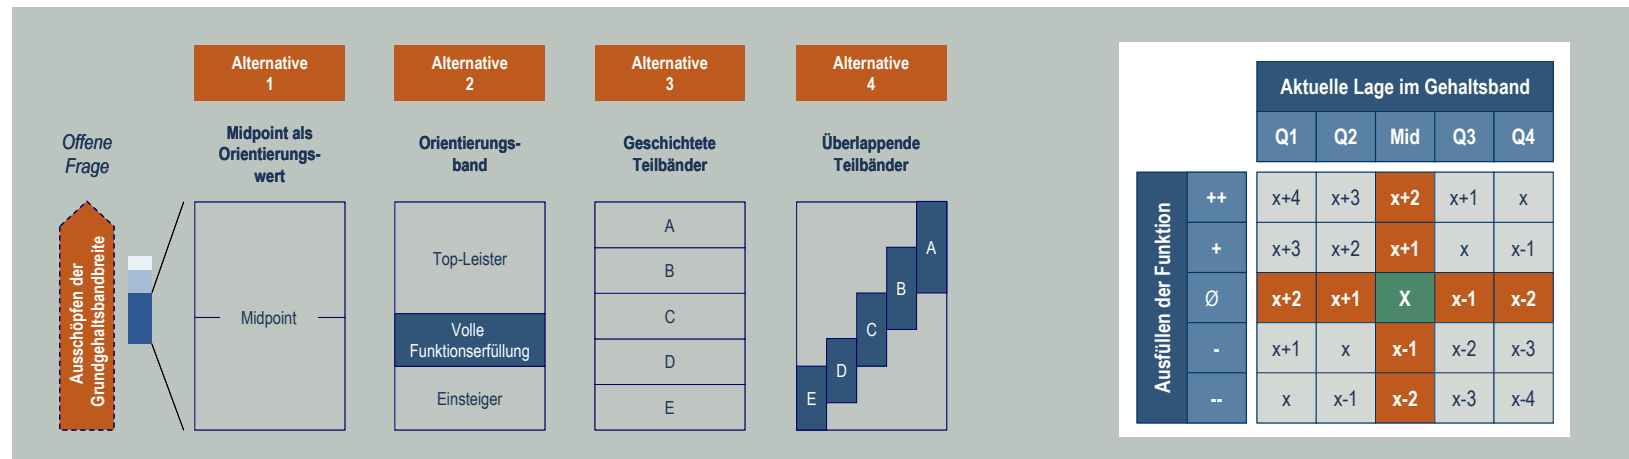 Alternative
1
Alternative
2
Alternative
3
Alternative
4
Offene
Frage
Midpoint als
Orientierungs-
wert
Orientierungs-
band
Geschichtete
Teilbänder
Überlappende
Teilbänder
Ausschöpfen der
Grundgehaltsbandbreite
Midpoint
Top-Leister
Volle
Funktionserfüllung
Einsteiger
A
B
C
D
E
A
B
C
D
E
Aktuelle Lage im Gehaltsband
Q1 Q2 Mid Q3 Q4
Ausfüllen der Funktion
++ x+4 x+3 x+2 x+1 x
+ x+3 x+2 x+1 x x-1
Ø x+2 x+1 X x-1 x-2
- x+1 x x-1 x-2 x-3
-- x x-1 x-2 x-3 x-4